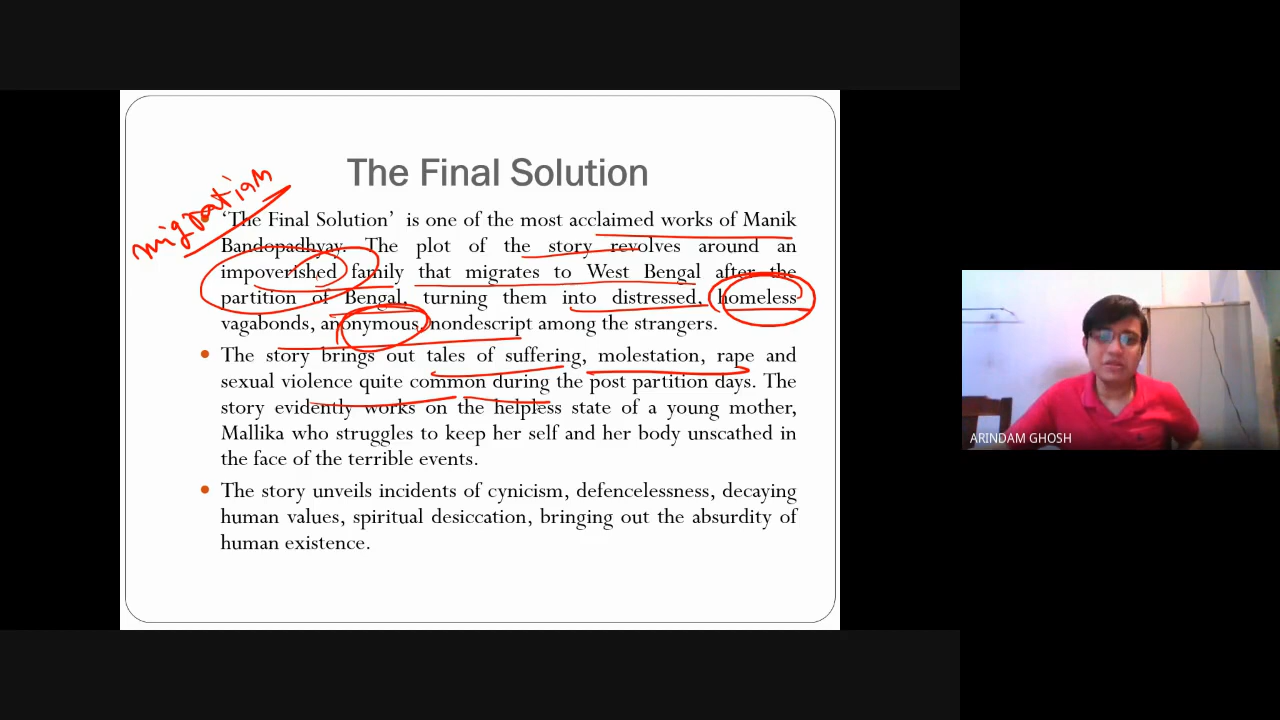 The Final Solution
migration
‘The Final Solution’ is one of the most acclaimed works of Manik
Bandopadhyay. The plot of the story revolves around an
impoverished family that migrates to West Bengal after the
partition of Bengal, turning them into distressed, homeless
vagabonds, anonymous, nondescript among the strangers.
The story brings out tales of suffering, molestation, rape and
sexual violence quite common during the post partition days. The
story evidently works on the helpless state of a young mother,
Mallika who struggles to keep her self and her body unscathed in
the face of the terrible events.
The story unveils incidents of cynicism, defencelessness, decaying
human values, spiritual desiccation, bringing out the absurdity of
human existence.
ARINDAM GHOSH